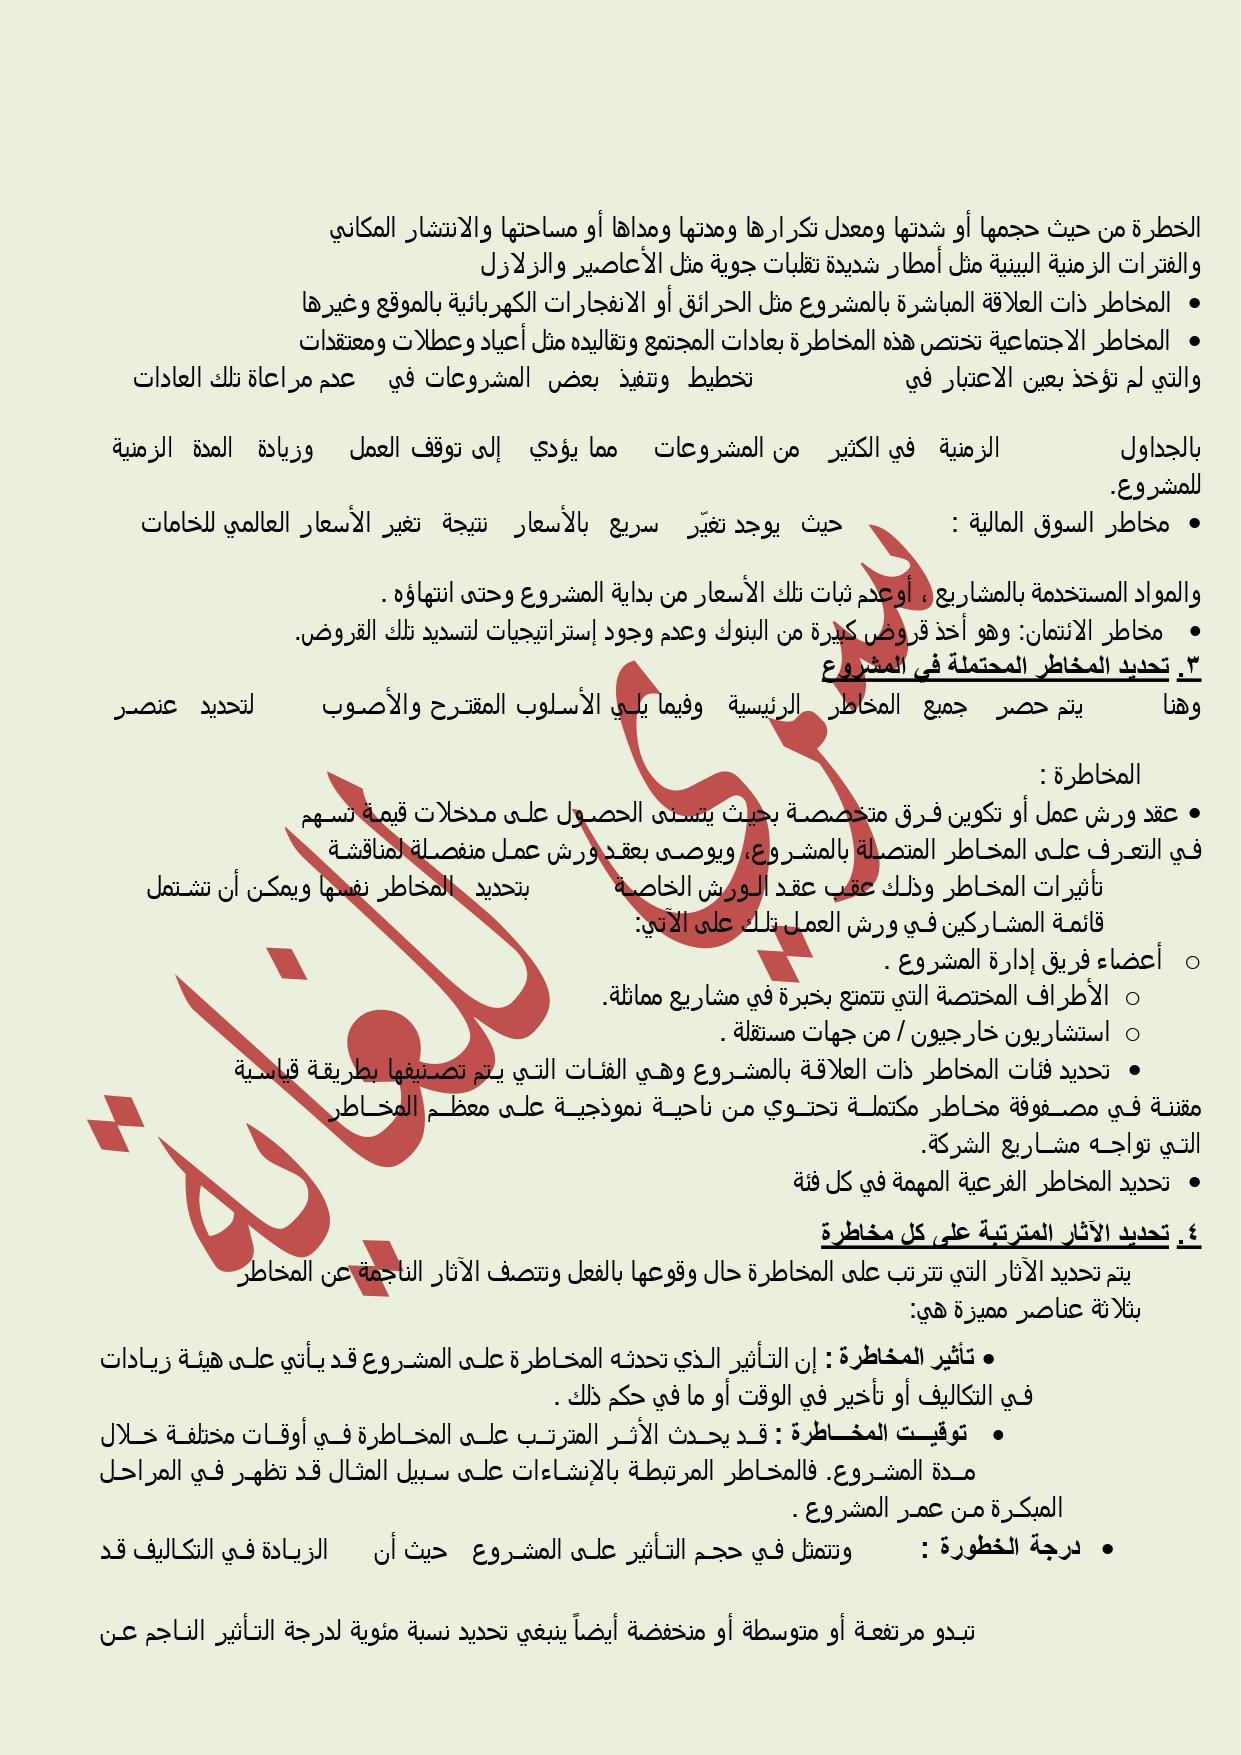 الخطرة من حيث حجمها أو شدتها ومعدل تكرارها ومدتها ومداها أو مساحتها والانتشار المكاني
والفترات الزمنية البينية مثل أمطار شديدة تقلبات جوية مثل الأعاصير والزلازل
• المخاطر ذات العلاقة المباشرة بالمشروع مثل الحرائق أو الانفجارات الكهربائية بالموقع وغيرها
• المخاطر الاجتماعية تختص هذه المخاطرة بعادات المجتمع وتقاليده مثل أعياد وعطلات ومعتقدات
والتي لم تؤخذ بعين الاعتبار في تخطيط وتنفيذ بعض المشروعات في عدم مراعاة تلك العادات
بالجداول الزمنية في الكثير من المشروعات مما يؤدي إلى توقف العمل وزيادة المدة الزمنية
للمشروع.
• مخاطر السوق المالية : حيث يوجد تغيّر سريع بالأسعار نتيجة تغير الأسعار العالمي للخامات
والمواد المستخدمة بالمشاريع ، أوعدم ثبات تلك الأسعار من بداية المشروع وحتى انتهاؤه .
• مخاطر الائتمان: وهو أخذ قروض كبيرة من البنوك وعدم وجود إستراتيجيات لتسديد تلك القروض.
٣. تحديد المخاطر المحتملة في المشروع
وهنا يتم حصر جميع المخاطر الرئيسية وفيما يلي الأسلوب المقترح والأصوب لتحديد عنصر
المخاطرة :
• عقد ورش عمل أو تكوين فرق متخصصة بحيث يتسنى الحصول على مدخلات قيمة تسهم
في التعرف على المخاطر المتصلة بالمشروع، ويوصى بعقد ورش عمل منفصلة لمناقشة
تأثيرات المخاطر وذلك عقب عقد الورش الخاصة بتحديد المخاطر نفسها ويمكن أن تشتمل
قائمة المشاركين في ورش العمل تلك على الآتي:
○ أعضاء فريق إدارة المشروع .
○ الأطراف المختصة التي تتمتع بخبرة في مشاريع مماثلة.
○ استشاريون خارجيون / من جهات مستقلة .
• تحديد فئات المخاطر ذات العلاقة بالمشروع وهي الفئات التي يتم تصنيفها بطريقة قياسية
مقننة في مصفوفة مخاطر مكتملة تحتوي من ناحية نموذجية على معظم المخاطر
التي تواجه مشاريع الشركة.
• تحديد المخاطر الفرعية المهمة في كل فئة
٤. تحديد الآثار المترتبة على كل مخاطرة
يتم تحديد الآثار التي تترتب على المخاطرة حال وقوعها بالفعل وتتصف الآثار الناجمة عن المخاطر
بثلاثة عناصر مميزة هي:
• تأثير المخاطرة : إن التأثير الذي تحدثه المخاطرة على المشروع قد يأتي على هيئة زيادات
في التكاليف أو تأخير في الوقت أو ما في حكم ذلك .
• توقيت المخاطرة : قد يحدث الأثر المترتب على المخاطرة في أوقات مختلفة خلال
مدة المشروع. فالمخاطر المرتبطة بالإنشاءات على سبيل المثال قد تظهر في المراحل
المبكرة من عمر المشروع .
• درجة الخطورة : وتتمثل في حجم التأثير على المشروع حيث أن الزيادة في التكاليف قد
تبدو مرتفعة أو متوسطة أو منخفضة أيضاً ينبغي تحديد نسبة مئوية لدرجة التأثير الناجم عن
سري للغاية